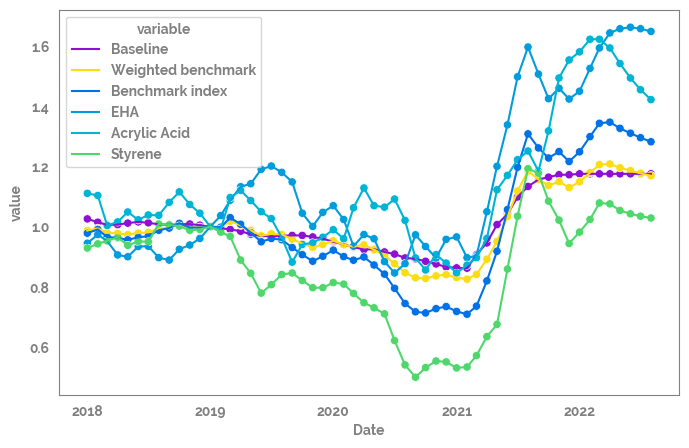 variable
Baseline
Weighted benchmark
Benchmark index
EHA
Acrylic Acid
Styrene
value
1.6
1.4
1.2
1.0
0.8
0.6
2018 2019 2020 2021 2022
Date